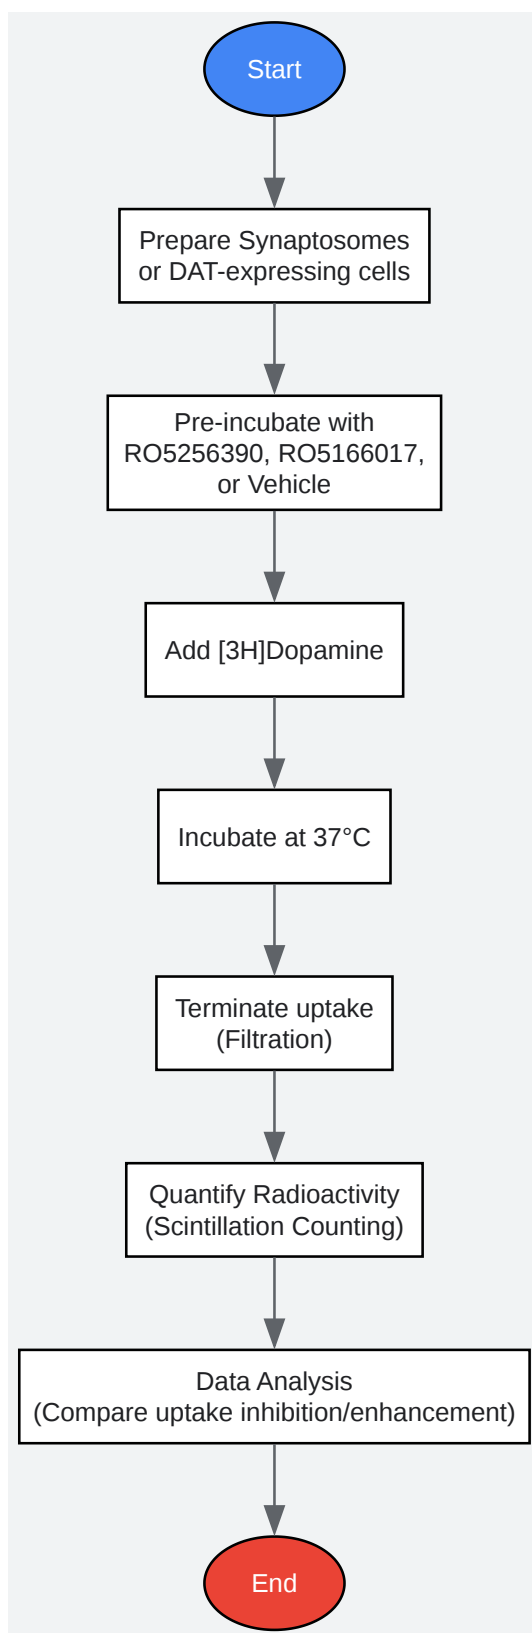 Start
Prepare Synaptosomes
or DAT-expressing cells
Pre-incubate with
RO5256390, RO5166017,
or Vehicle
Add [3H]Dopamine
Incubate at 37°C
Terminate uptake
(Filtration)
Quantify Radioactivity
(Scintillation Counting)
Data Analysis
(Compare uptake inhibition/enhancement)
End